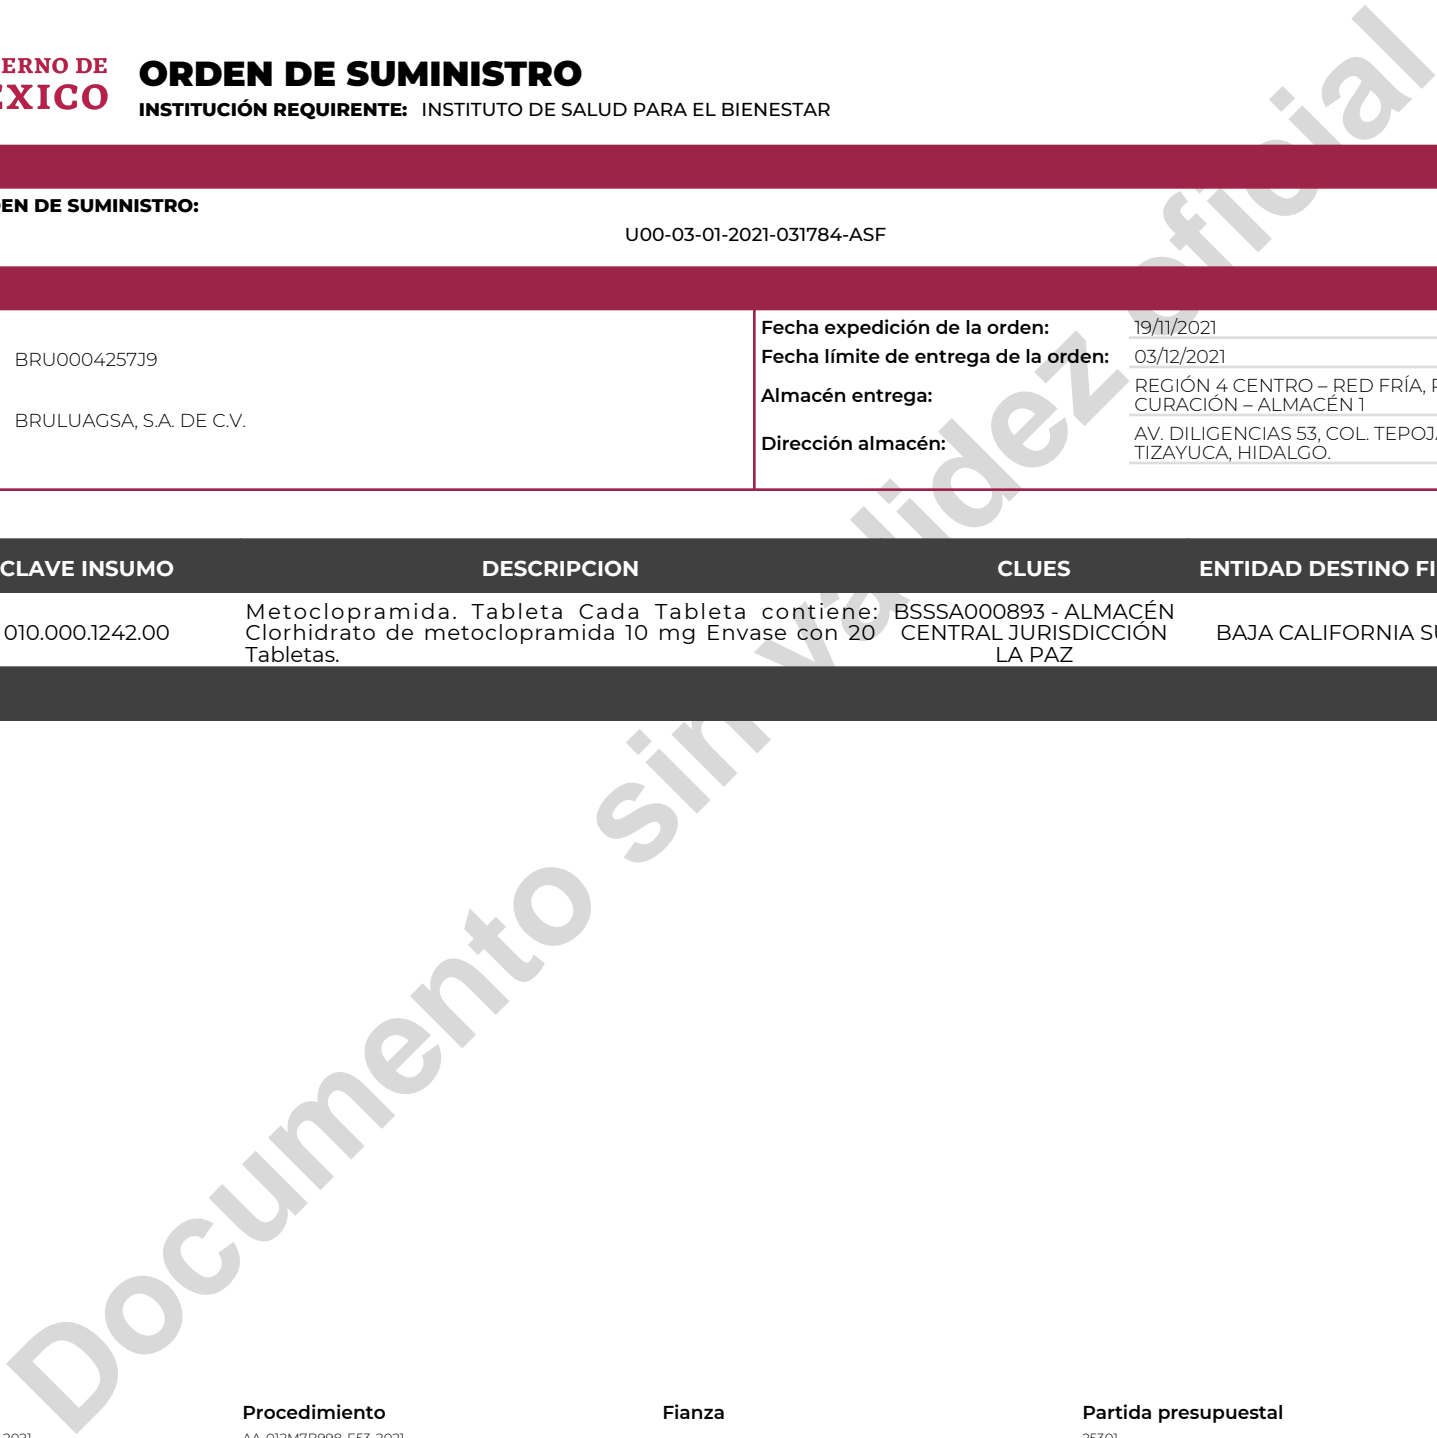 ERNO DE
ORDEN DE SUMINISTRO
INSTITUCIÓN REQUIRENTE: INSTITUTO DE SALUD PARA EL BIENESTAR
DE SUMINISTRO:
U00-03-01-2021-031784-ASF
BRU0004257J9
BRULUAGSA, S.A. DE C.V.
Fecha expedición de la orden: 19/11/2021
Fecha límite de entrega de la orden: 03/12/2021
Almacén entrega: REGIÓN 4 CENTRO – RED FRÍA,
CURACIÓN – ALMACÉN 1
Dirección almacén: AV. DILIGENCIAS 53, COL.
TIZAYUCA, HIDALGO.
CLAVE INSUMO DESCRIPCION CLUES ENTIDAD DESTINO
010.000.1242.00
Metoclopramida. Tableta Cada Tableta contiene:
Clorhidrato de metoclopramida 10 mg Envase con 20
Tabletas.
BSSSA000893 - ALMACÉN
CENTRAL JURISDICCIÓN
LA PAZ
BAJA CALIFORNIA
Documento sin validez oficial
Procedimiento Fianza Partida presupuestal